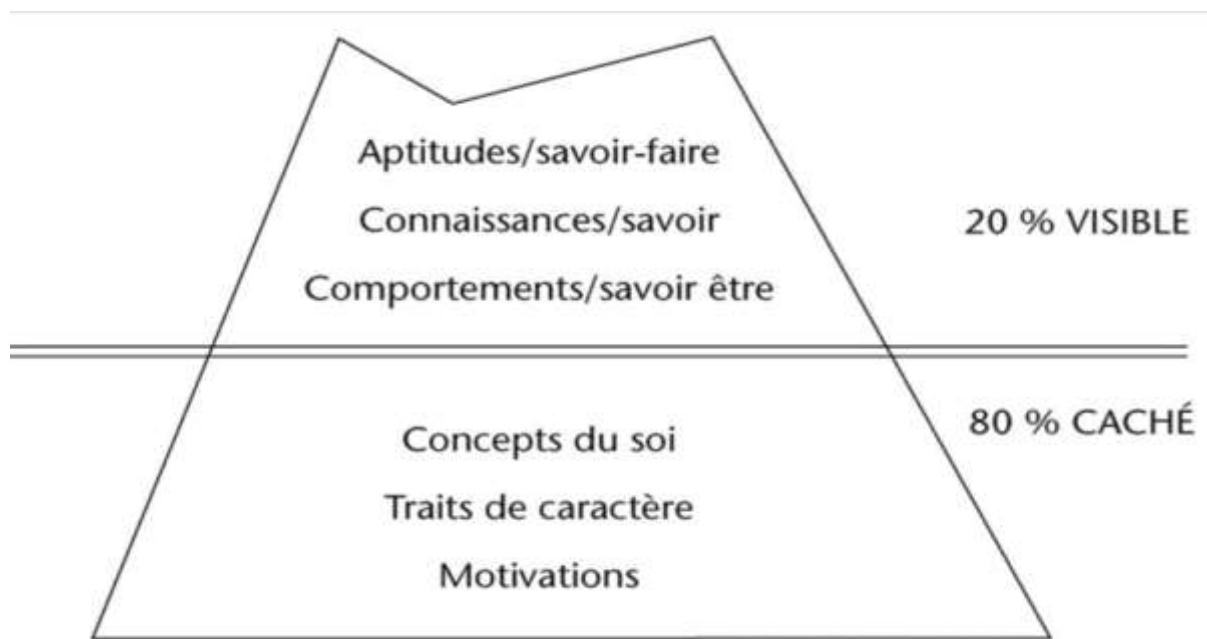 Aptitudes/savoir-faire
Connaissances/savoir
20 % VISIBLE
Comportements/savoir être
80 % CACHÉ
Concepts du soi
Traits de caractère
Motivations